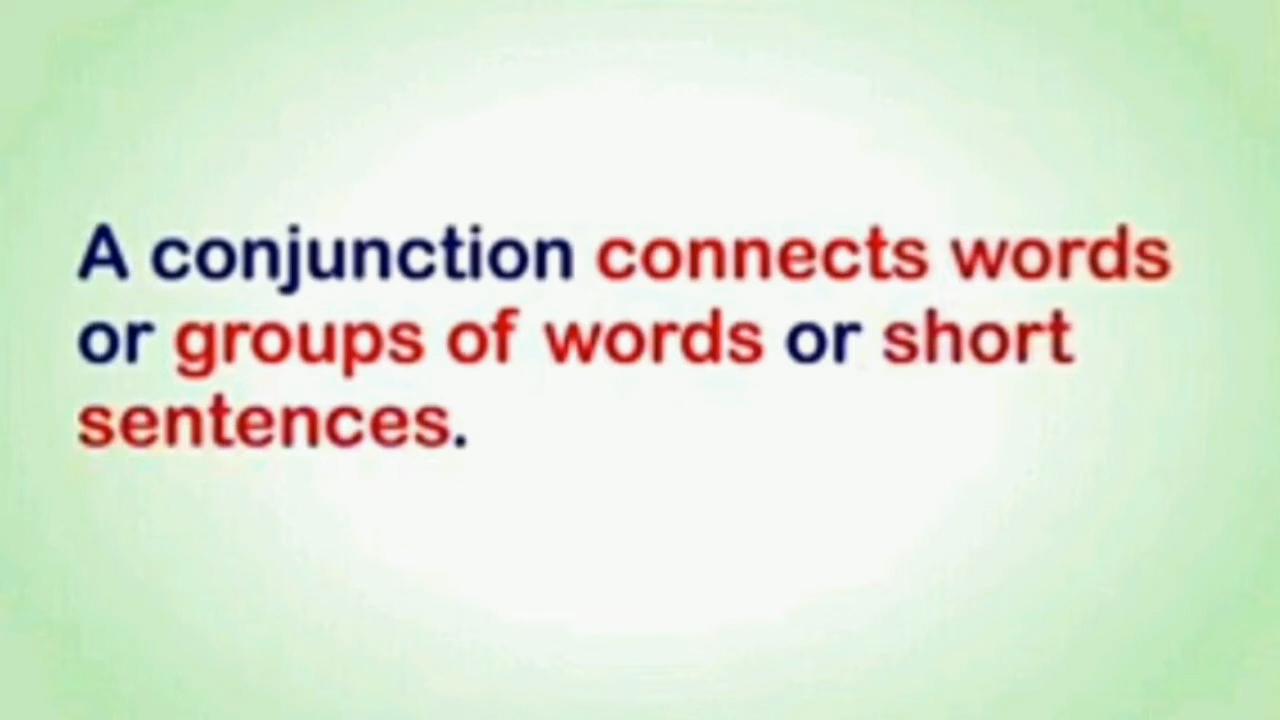 A conjunction connects words
or groups of words or short
sentences.